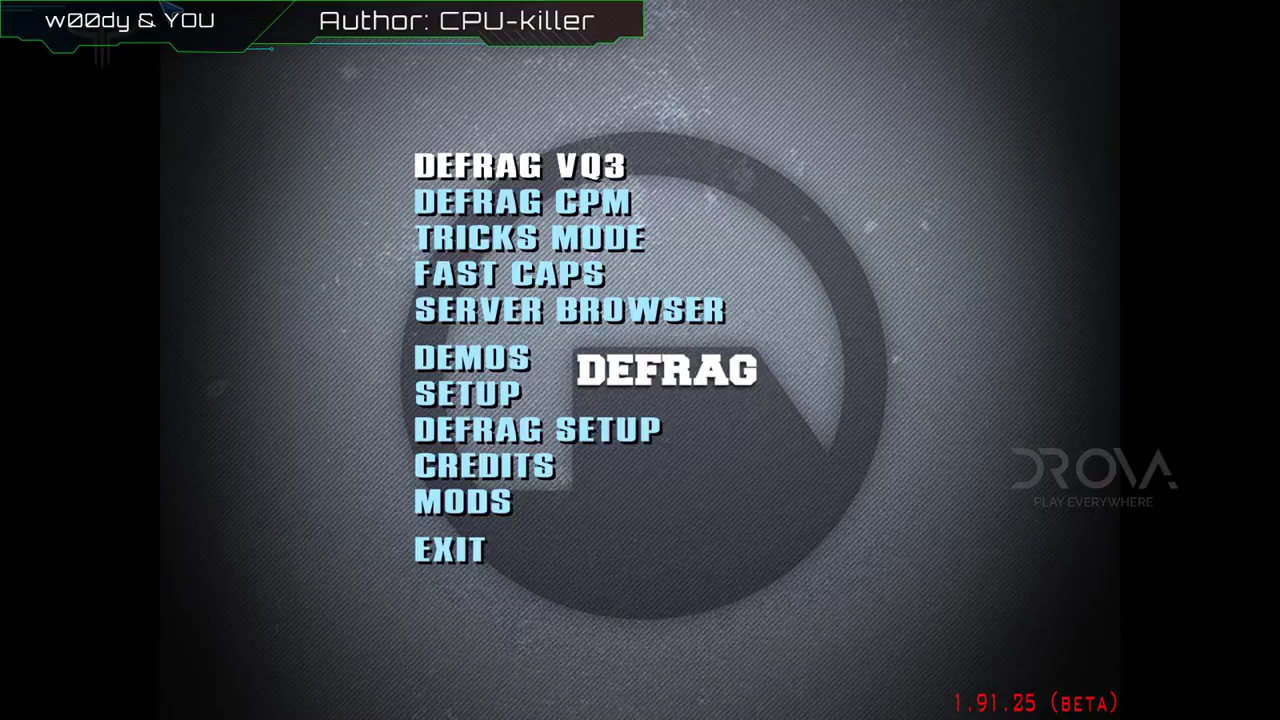 wØØdy & YOU
Author: CPU-killer
DEFRAG VQ3
DEFRAG CPM
TRICKS MODE
FAST CAPS
SERVER BROWSER
DEMOS
DEFRAG
SETUP
DEFRAG SETUP
CREDITS
MODS
EXIT
DROVA
PLAY EVERYWHERE
1.91.25 (BETA)